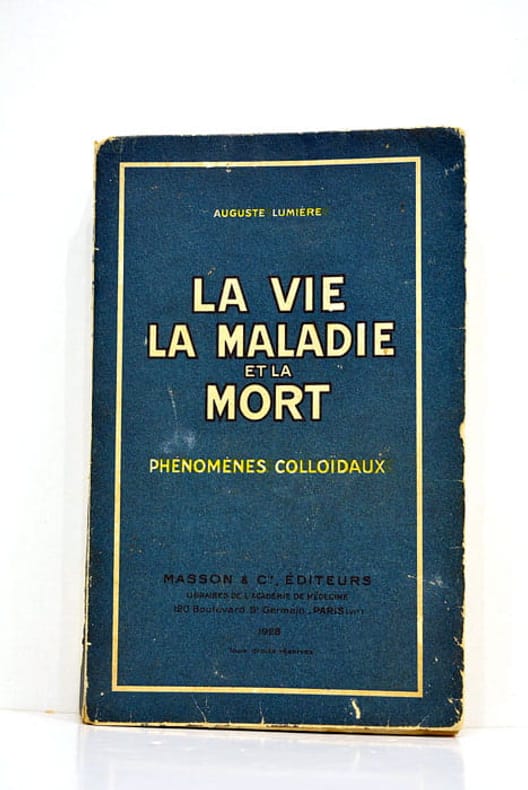 AUGUSTE LUMIÈRE
LA VIE
LA MALADIE
ET LA
MORT
PHÉNOMÈNES COLLOÏDAUX
MASSON & Cie, ÉDITEURS
LIBRAIRES DE L'ACADÉMIE DE MÉDECINE
120 Boulevard St Germain, PARIS (VIe)
1928
Tous droits réservés